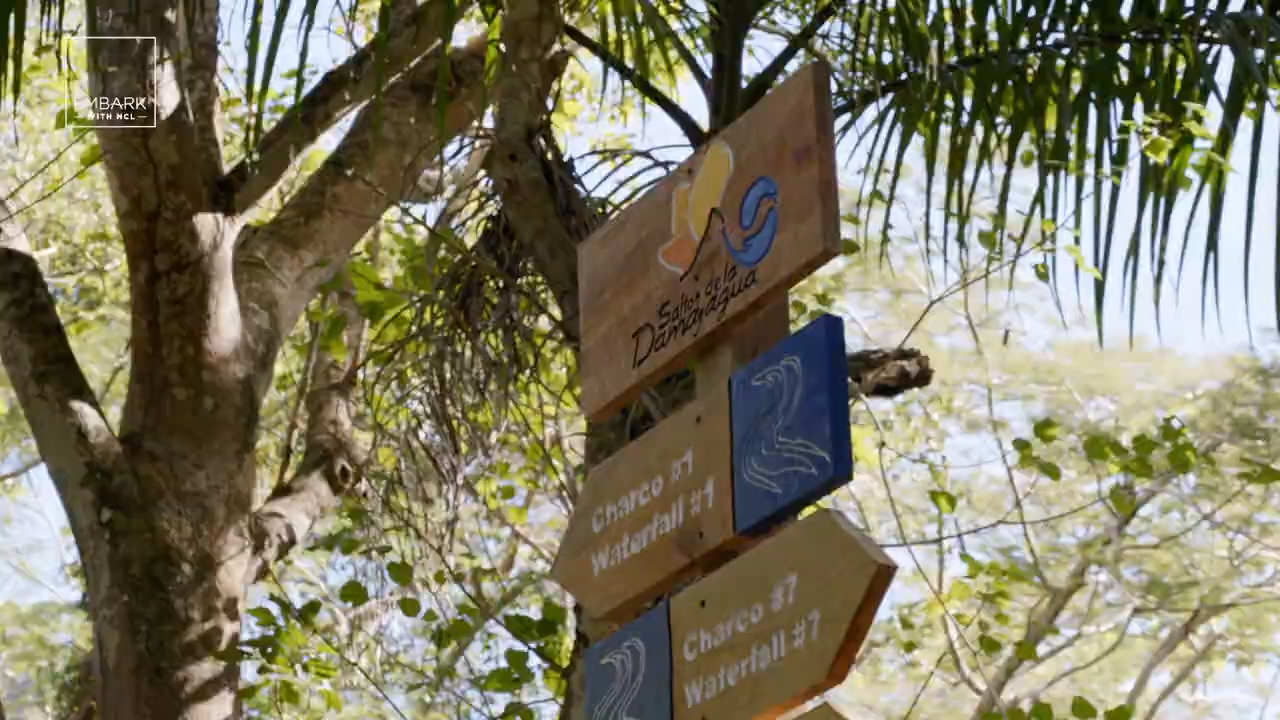 EMBARK
WITH NCL
Saltos de la
Damajagua
Charco #1
Waterfall #1
Charco #7
Waterfall #7